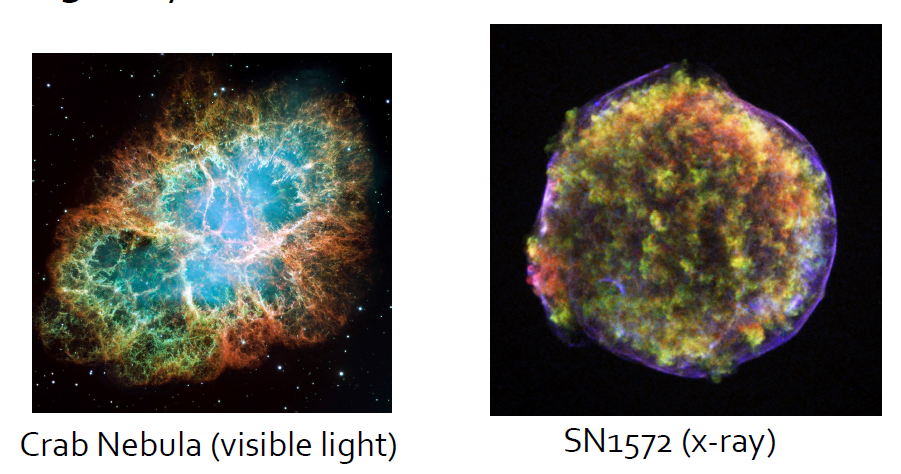 Crab Nebula (visible light)
SN1572 (x-ray)